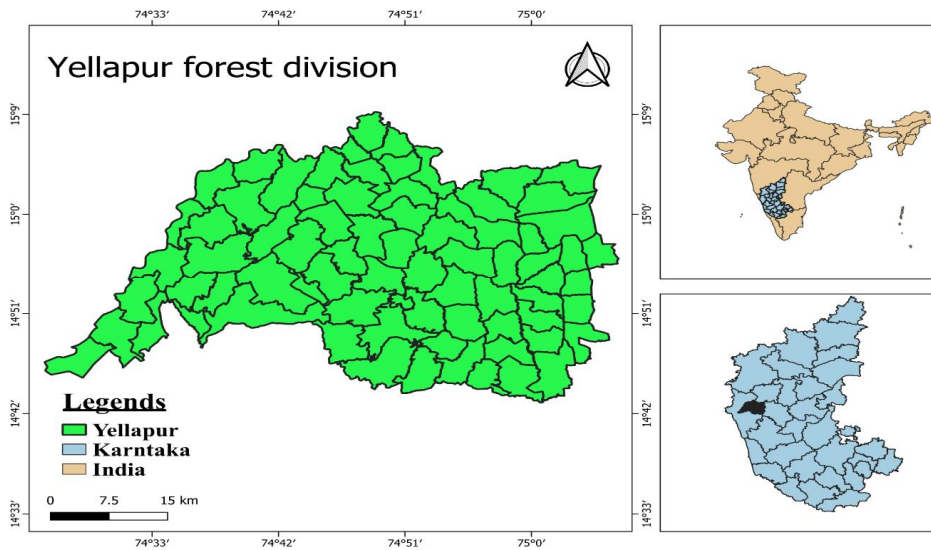 74°33' 74°42' 74°51' 75°0'
Yellapur forest division
15°9' 15°9'
15°0' 15°0'
14°51' 14°51'
14°42' 14°42'
14°33' 14°33'
Legends
Yellapur
Karntaka
India
0 7.5 15 km
74°33' 74°42' 74°51' 75°0'